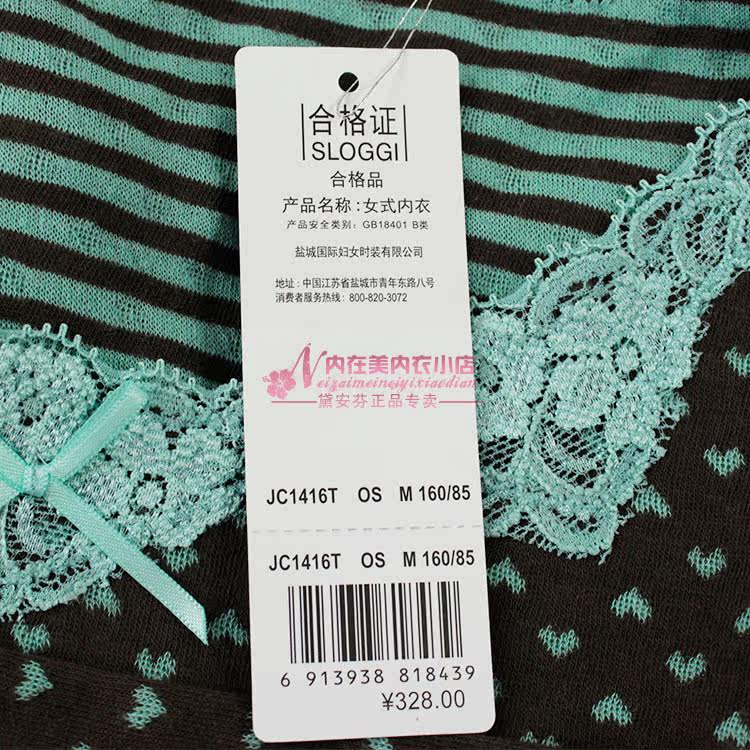 合格证
SLOGGI
合格品
产品名称:女式内衣
产品安全类别: GB18401 B类
盐城国际妇女时装有限公司
地址: 中国江苏省盐城市青年东路八号
消费者服务热线: 800-820-3072
内在美内衣小店
Neizaimeineiyixiaodian
黛安芬正品专卖
JC1416T OS M 160/85
JC1416T OS M 160/85
6 913938 818439
¥328.00